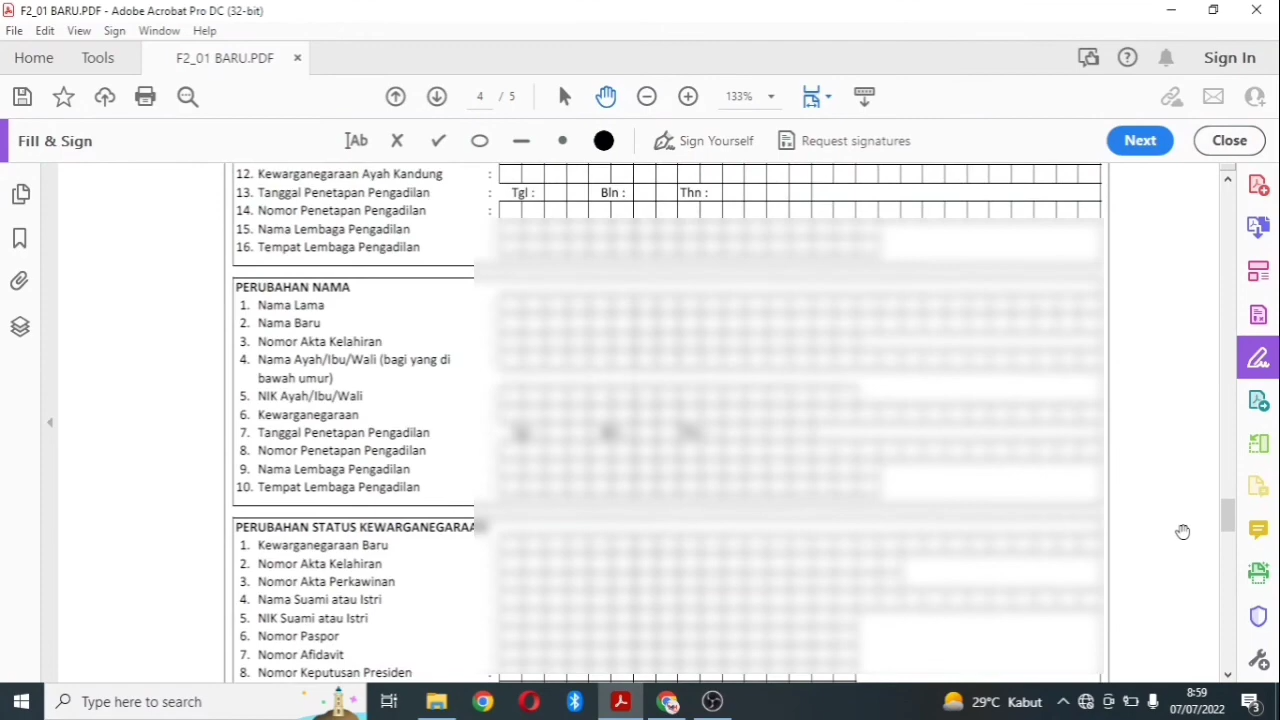 F2_01 BARU.PDF - Adobe Acrobat Pro DC (32-bit)
File Edit View Sign Window Help
Home Tools F2_01 BARU.PDF Sign In
4 / 5 133%
Fill & Sign Ab Sign Yourself Request signatures Next Close
12. Kewarganegaraan Ayah Kandung :
13. Tanggal Penetapan Pengadilan : Tgl : Bln : Thn :
14. Nomor Penetapan Pengadilan :
15. Nama Lembaga Pengadilan
16. Tempat Lembaga Pengadilan
PERUBAHAN NAMA
1. Nama Lama
2. Nama Baru
3. Nomor Akta Kelahiran
4. Nama Ayah/Ibu/Wali (bagi yang di
bawah umur)
5. NIK Ayah/Ibu/Wali
6. Kewarganegaraan
7. Tanggal Penetapan Pengadilan
8. Nomor Penetapan Pengadilan
9. Nama Lembaga Pengadilan
10. Tempat Lembaga Pengadilan
PERUBAHAN STATUS KEWARGANEGARAA
1. Kewarganegaraan Baru
2. Nomor Akta Kelahiran
3. Nomor Akta Perkawinan
4. Nama Suami atau Istri
5. NIK Suami atau Istri
6. Nomor Paspor
7. Nomor Afidavit
8. Nomor Keputusan Presiden
Type here to search 29°C Kabut 8:59
07/07/2022 3